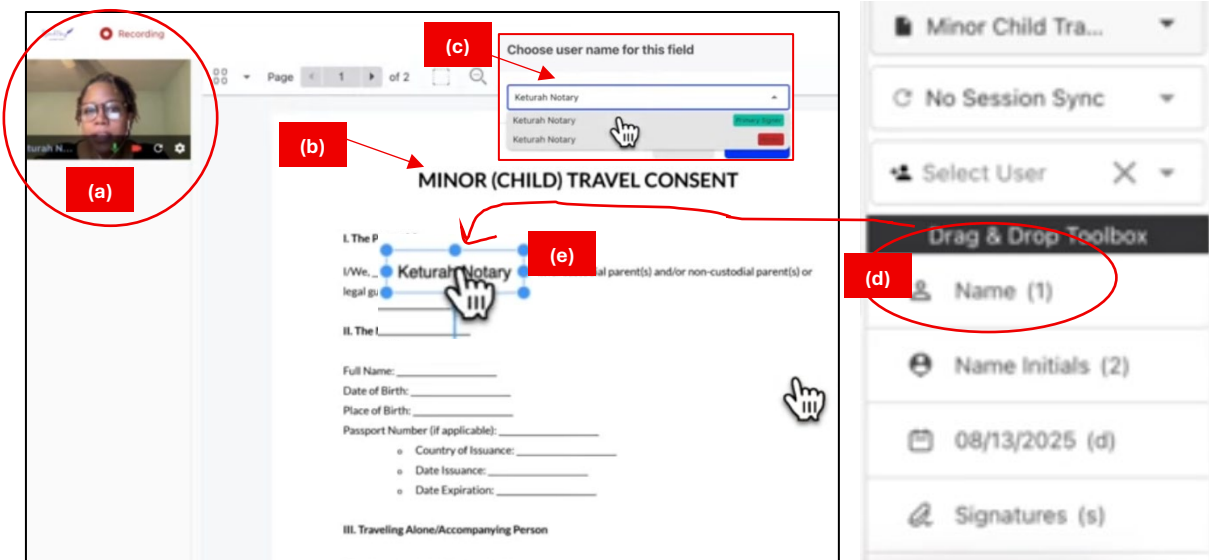 Recording
turah N...
(a)
Page 1 of 2
(c)
Choose user name for this field
Keturah Notary
Keturah Notary Primary Signer
Keturah Notary
(b)
MINOR (CHILD) TRAVEL CONSENT
I. The P
(e)
I/We, _ Keturah Notary ial parent(s) and/or non-custodial parent(s) or
legal gu
II. The
Full Name:
Date of Birth:
Place of Birth:
Passport Number (if applicable):
Country of Issuance:
Date Issuance:
Date Expiration:
III. Traveling Alone/Accompanying Person
Minor Child Tra...
No Session Sync
Select User
Drag & Drop Toolbox
(d)
Name (1)
Name Initials (2)
08/13/2025 (d)
Signatures (s)